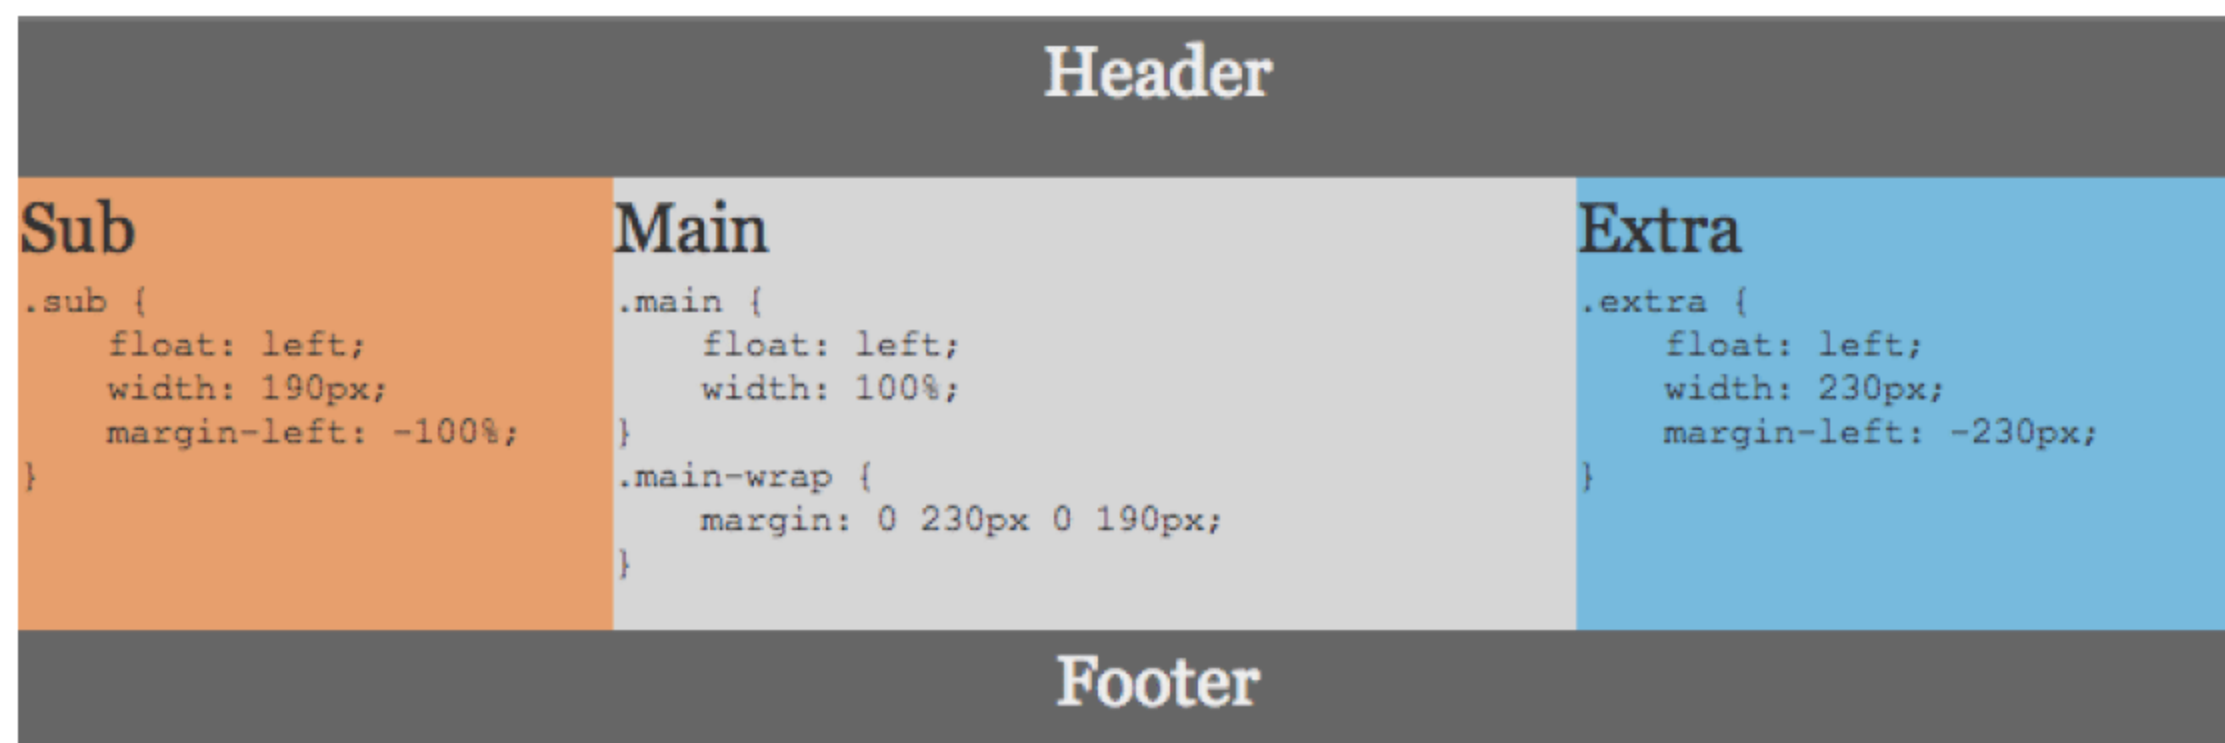 Header
Sub
.sub {
    float: left;
    width: 190px;
    margin-left: -100%;
}
Main
.main {
    float: left;
    width: 100%;
}
.main-wrap {
    margin: 0 230px 0 190px;
}
Extra
.extra {
    float: left;
    width: 230px;
    margin-left: -230px;
}
Footer